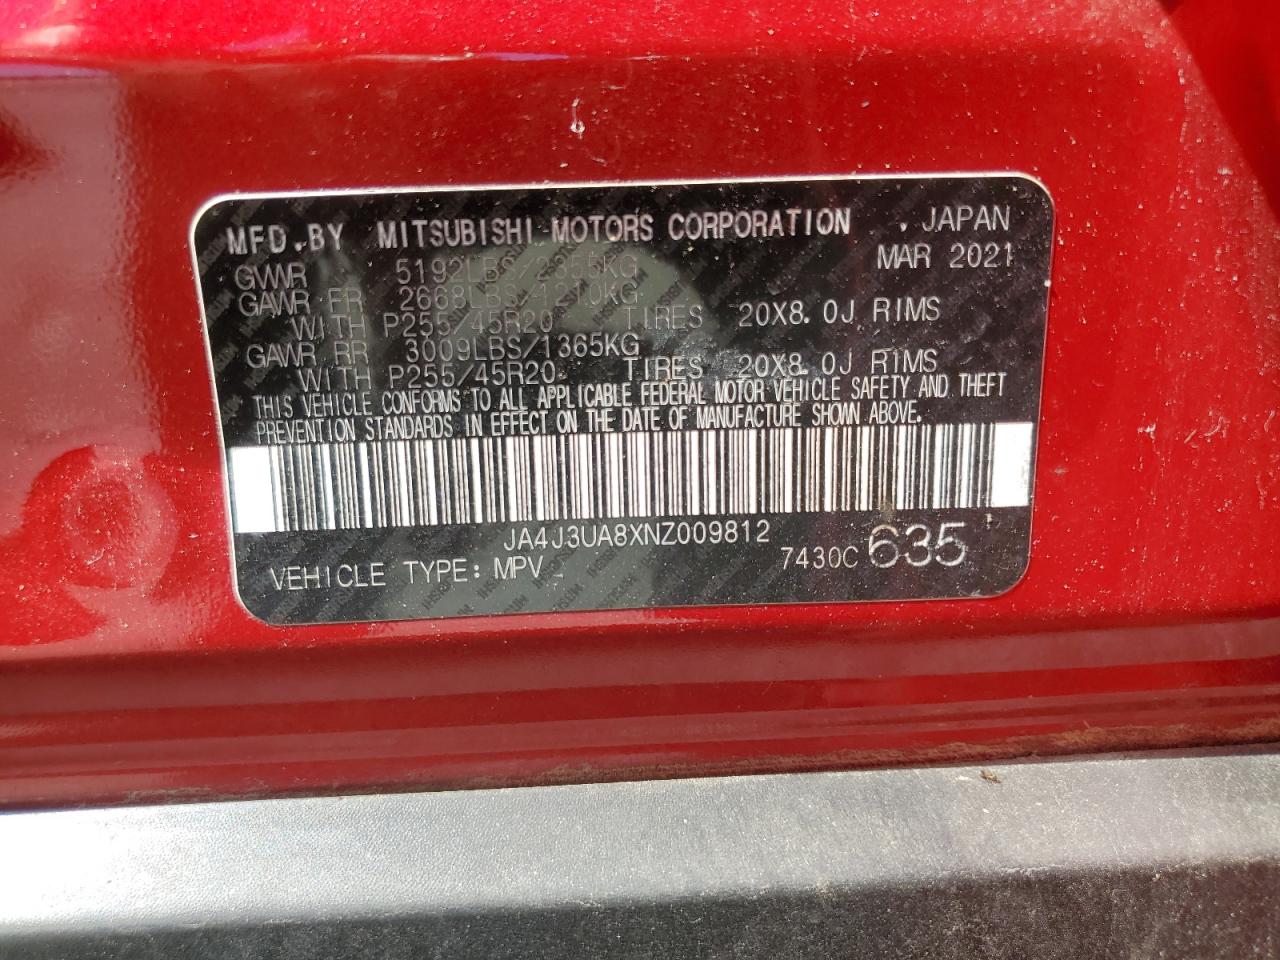 MFD.BY MITSUBISHI MOTORS CORPORATION . JAPAN
GVWR 5192LBS/2355KG MAR 2021
GAWR FR 2668LBS/1210KG
WITH P255/45R20 TIRES 20X8.0J RIMS
GAWR RR 3009LBS/1365KG
WITH P255/45R20 TIRES 20X8.0J RIMS
THIS VEHICLE CONFORMS TO ALL APPLICABLE FEDERAL MOTOR VEHICLE SAFETY AND THEFT
PREVENTION STANDARDS IN EFFECT ON THE DATE OF MANUFACTURE SHOWN ABOVE.
JA4J3UA8XNZ009812
VEHICLE TYPE: MPV 7430C 635